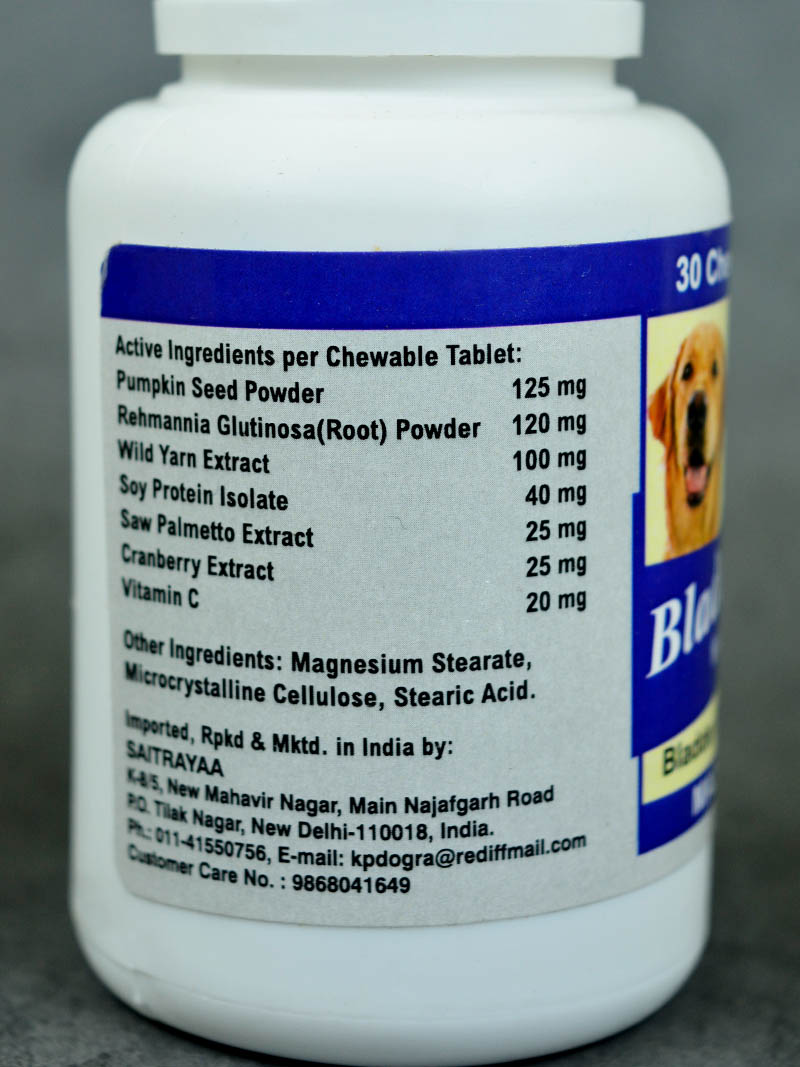 Active Ingredients per Chewable Tablet:
Pumpkin Seed Powder 125 mg
Rehmannia Glutinosa(Root) Powder 120 mg
Wild Yarn Extract 100 mg
Soy Protein Isolate 40 mg
Saw Palmetto Extract 25 mg
Cranberry Extract 25 mg
Vitamin C 20 mg
Other Ingredients: Magnesium Stearate,
Microcrystalline Cellulose, Stearic Acid.
Imported, Rpkd & Mktd. in India by:
SAITRAYAA
K-8/5, New Mahavir Nagar, Main Najafgarh Road
P.O. Tilak Nagar, New Delhi-110018, India.
Ph.: 011-41550756, E-mail: kpdogra@rediffmail.com
Customer Care No. : 9868041649
30